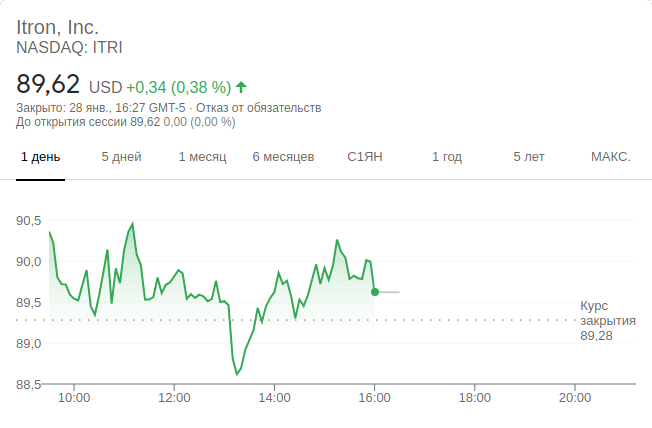 Itron, Inc.
NASDAQ: ITRI
89,62 USD +0,34 (0,38 %)
Закрыто: 28 янв., 16:27 GMT-5 · Отказ от обязательств
До открытия сессии 89,62 0,00 (0,00 %)
1 день 5 дней 1 месяц 6 месяцев С1ЯН 1 год 5 лет МАКС.
90,5
90,0
89,5
Курс
закрытия
89,28
89,0
88,5
10:00 12:00 14:00 16:00 18:00 20:00